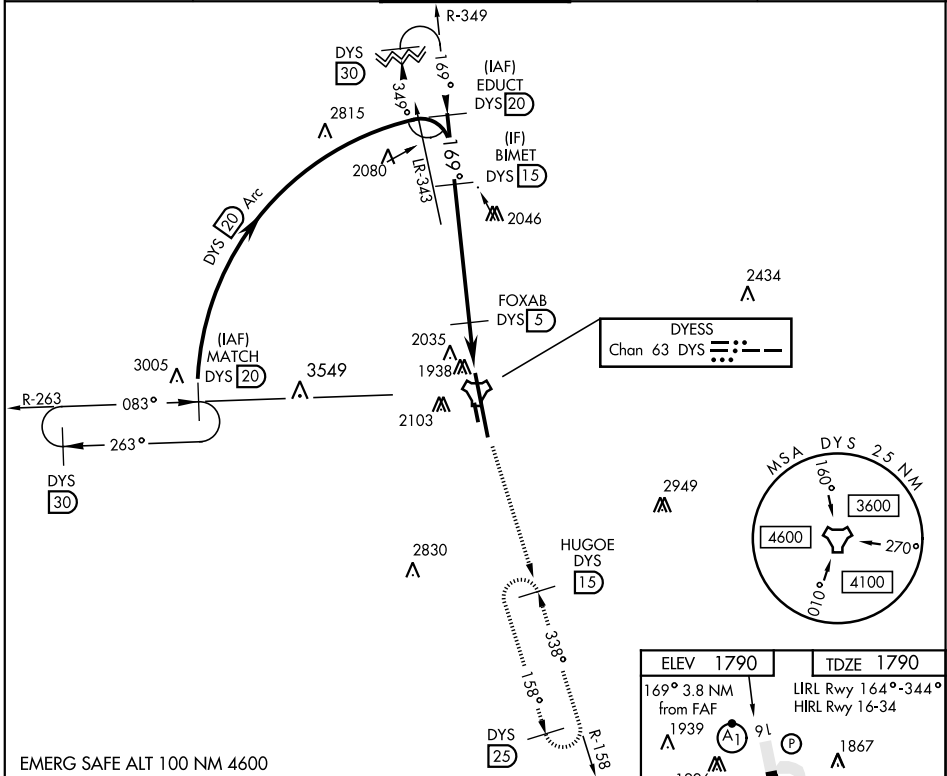 R-349
DYS
30
169°
(IAF)
EDUCT
DYS 20
349°
2815
(IF)
BIMET
DYS 15
169°
2080
LR-343
2046
DYS 20 Arc
2434
FOXAB
DYS 5
DYESS
Chan 63 DYS
2035
1938
(IAF)
MATCH
DYS 20
3005
3549
R-263
083°
2103
263°
DYS
30
MSA DYS 25 NM
160°
3600
4600
270°
4100
010°
2949
2830
HUGOE
DYS
15
338°
158°
R-158
DYS
25
ELEV 1790
TDZE 1790
169° 3.8 NM
from FAF
LIRL Rwy 164°-344°
HIRL Rwy 16-34
1939
A1
16
P
1867
EMERG SAFE ALT 100 NM 4600